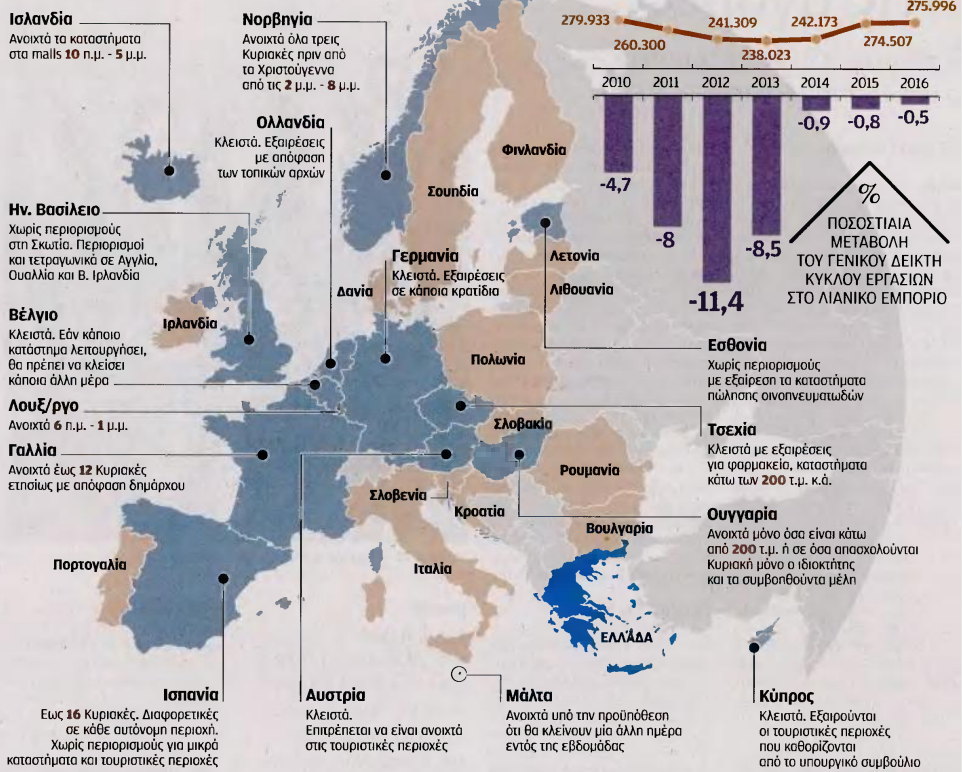 Ισλανδία
Ανοιχτά τα καταστήματα
στα malls 10 π.μ. - 5 μ.μ.
Νορβηγία
Ανοιχτά όλα τρεις
Κυριακές πριν από
τα Χριστούγεννα
από τις 2 μ.μ. - 8 μ.μ.
Ολλανδία
Κλειστά. Εξαιρέσεις
με απόφαση
των τοπικών αρχών
279.933
260.300
241.309
238.023
242.173
274.507
275.996
2010 2011 2012 2013 2014 2015 2016
-4,7
-8
-11,4
-8,5
-0,9
-0,8
-0,5
%
ΠΟΣΟΣΤΙΑΙΑ
ΜΕΤΑΒΟΛΗ
ΤΟΥ ΓΕΝΙΚΟΥ ΔΕΙΚΤΗ
ΚΥΚΛΟΥ ΕΡΓΑΣΙΩΝ
ΣΤΟ ΛΙΑΝΙΚΟ ΕΜΠΟΡΙΟ
Φινλανδία
Σουηδία
Ην. Βασίλειο
Χωρίς περιορισμούς
στη Σκωτία. Περιορισμοί
και τετραγωνικά σε Αγγλία,
Ουαλλία και Β. Ιρλανδία
Γερμανία
Κλειστά. Εξαιρέσεις
σε κάποια κρατίδια
Λετονία
Λιθουανία
Δανία
Ιρλανδία
Βέλγιο
Κλειστά. Εάν κάποιο
κατάστημα λειτουργήσει,
θα πρέπει να κλείσει
κάποια άλλη μέρα
Πολωνία
Εσθονία
Χωρίς περιορισμούς
με εξαίρεση τα καταστήματα
πώλησης οινοπνευματωδών
Λουξ/ργο
Ανοιχτά 6 π.μ. - 1 μ.μ.
Σλοβακία
Τσεχία
Κλειστά με εξαιρέσεις
για φαρμακεία, καταστήματα
κάτω των 200 τ.μ. κ.ά.
Γαλλία
Ανοιχτά έως 12 Κυριακές
ετησίως με απόφαση δημάρχου
Ρουμανία
Σλοβενία
Κροατία
Βουλγαρία
Ουγγαρία
Ανοιχτά μόνο όσα είναι κάτω
από 200 τ.μ. ή σε όσα απασχολούνται
Κυριακή μόνο ο ιδιοκτήτης
και τα συμβοηθούντα μέλη
Πορτογαλία
Ιταλία
ΕΛΛΑΔΑ
Ισπανία
Εως 16 Κυριακές. Διαφορετικές
σε κάθε αυτόνομη περιοχή.
Χωρίς περιορισμούς για μικρά
καταστήματα και τουριστικές περιοχές
Αυστρία
Κλειστά.
Επιτρέπεται να είναι ανοιχτά
στις τουριστικές περιοχές
Μάλτα
Ανοιχτά υπό την προϋπόθεση
ότι θα κλείνουν μία άλλη ημέρα
εντός της εβδομάδας
Κύπρος
Κλειστά. Εξαιρούνται
οι τουριστικές περιοχές
που καθορίζονται
από το υπουργικό συμβούλιο